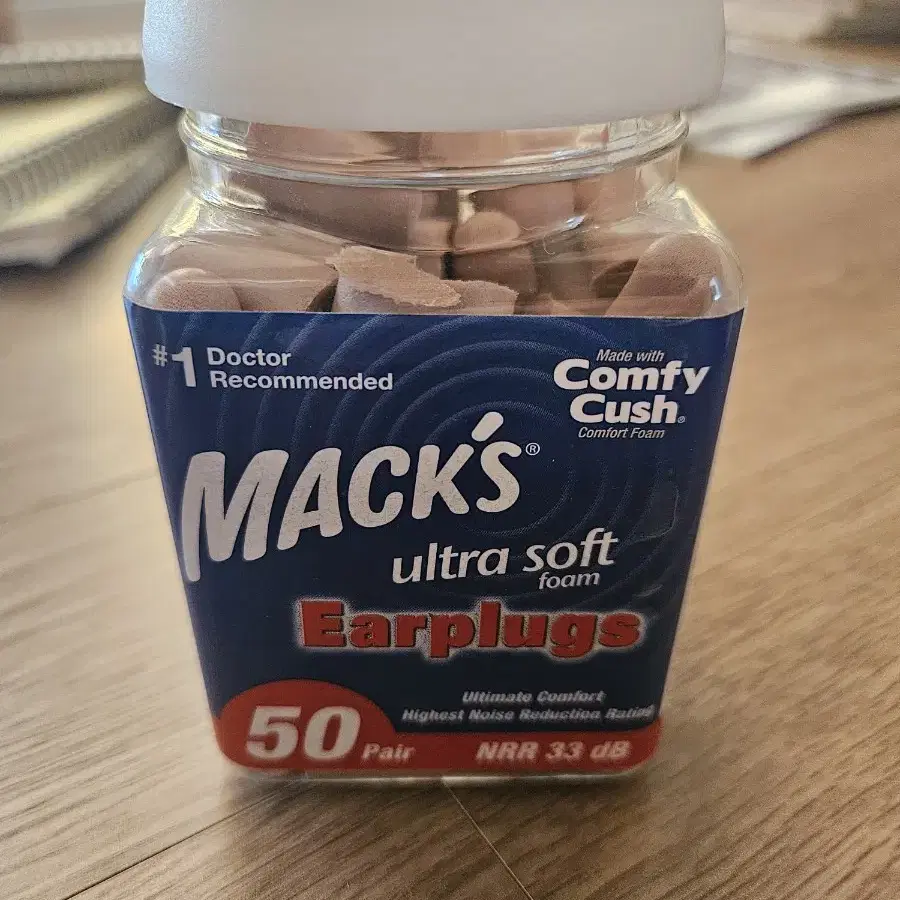 #1 Doctor
Recommended
Made with
Comfy
Cush®
Comfort Foam
MACK'S®
ultra soft
foam
Earplugs
Ultimate Comfort
Highest Noise Reduction Rating
50 Pair
NRR 33 dB